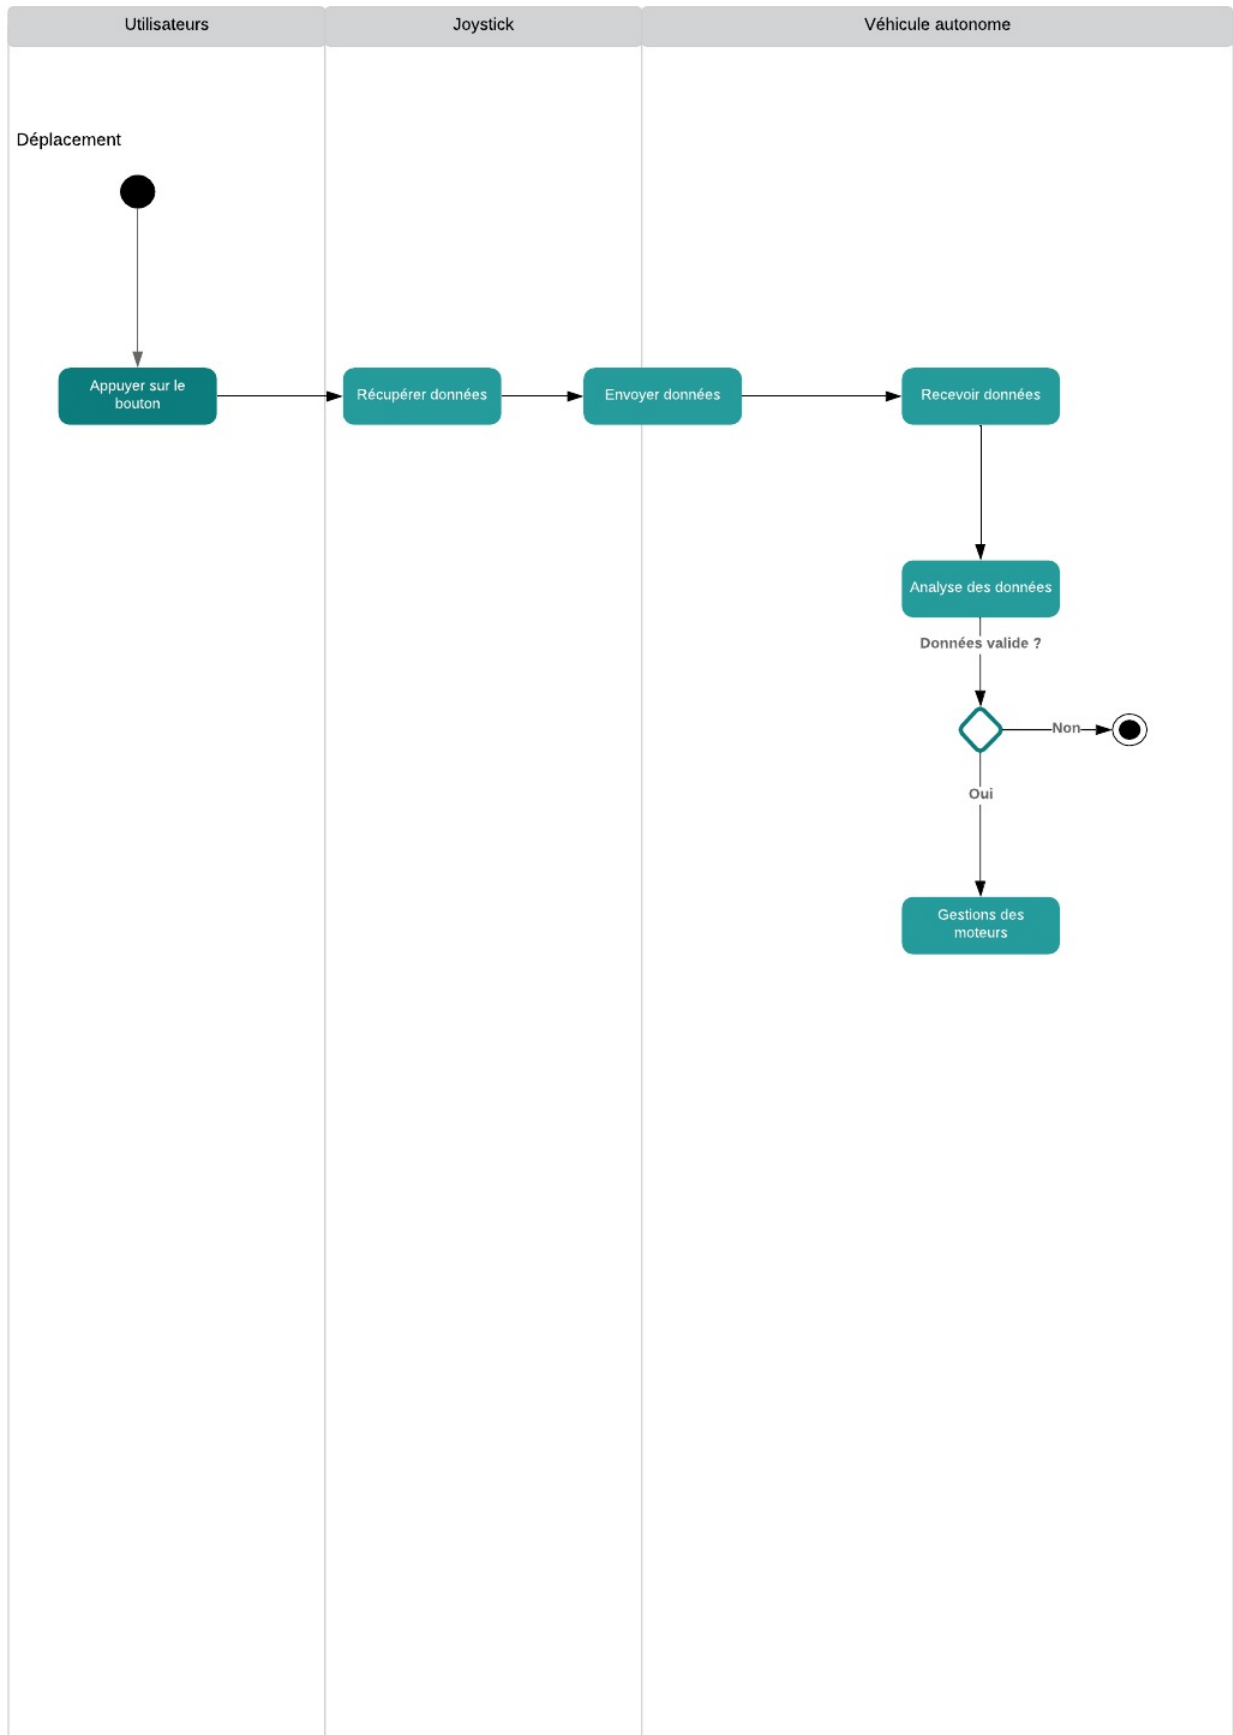 Utilisateurs
Joystick
Véhicule autonome
Déplacement
Appuyer sur le
bouton
Récupérer données
Envoyer données
Recevoir données
Analyse des données
Données valide ?
Non
Oui
Gestions des
moteurs